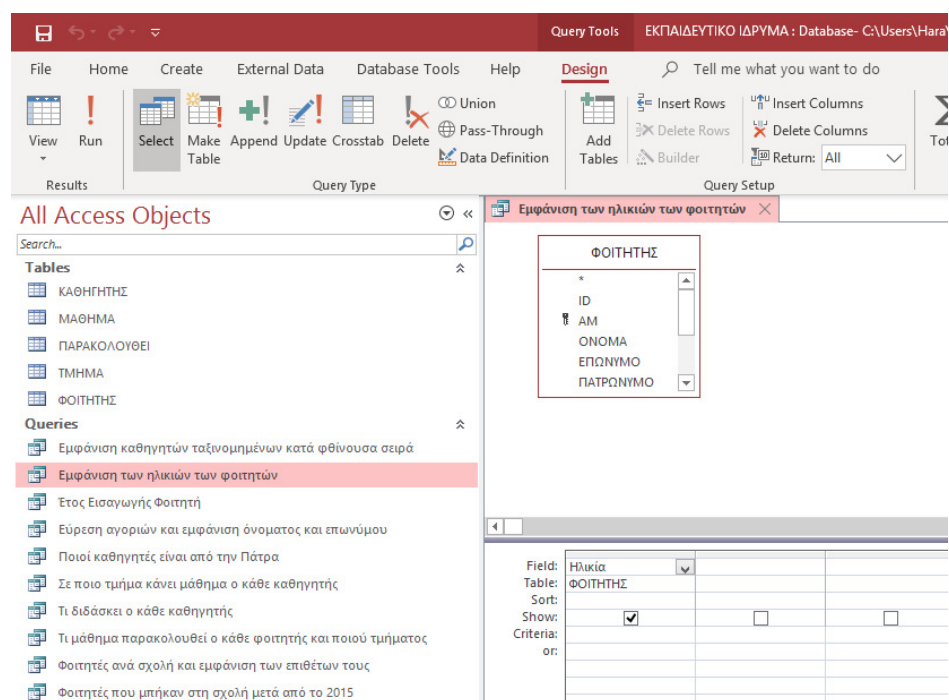 Query Tools ΕΚΠΑΙΔΕΥΤΙΚΟ ΙΔΡΥΜΑ : Database- C:\Users\Hara\
File Home Create External Data Database Tools Help Design Tell me what you want to do
View Run Select Make Table Append Update Crosstab Delete
Union
Pass-Through
Data Definition
Add Tables
Insert Rows
Delete Rows
Builder
Insert Columns
Delete Columns
Return: All
Results Query Type Query Setup
All Access Objects
Search...
Tables
ΚΑΘΗΓΗΤΗΣ
ΜΑΘΗΜΑ
ΠΑΡΑΚΟΛΟΥΘΕΙ
ΤΜΗΜΑ
ΦΟΙΤΗΤΗΣ
Queries
Εμφάνιση καθηγητών ταξινομημένων κατά φθίνουσα σειρά
Εμφάνιση των ηλικιών των φοιτητών
Έτος Εισαγωγής Φοιτητή
Εύρεση αγοριών και εμφάνιση όνοματος και επωνύμου
Ποιοί καθηγητές είναι από την Πάτρα
Σε ποιο τμήμα κάνει μάθημα ο κάθε καθηγητής
Τι διδάσκει ο κάθε καθηγητής
Τι μάθημα παρακολουθεί ο κάθε φοιτητής και ποιού τμήματος
Φοιτητές ανά σχολή και εμφάνιση των επιθέτων τους
Φοιτητές που μπήκαν στη σχολή μετά από το 2015
Εμφάνιση των ηλικιών των φοιτητών
ΦΟΙΤΗΤΗΣ
*
ID
ΑΜ
ΟΝΟΜΑ
ΕΠΩΝΥΜΟ
ΠΑΤΡΩΝΥΜΟ
Field: Ηλικία
Table: ΦΟΙΤΗΤΗΣ
Sort:
Show:
Criteria:
or: